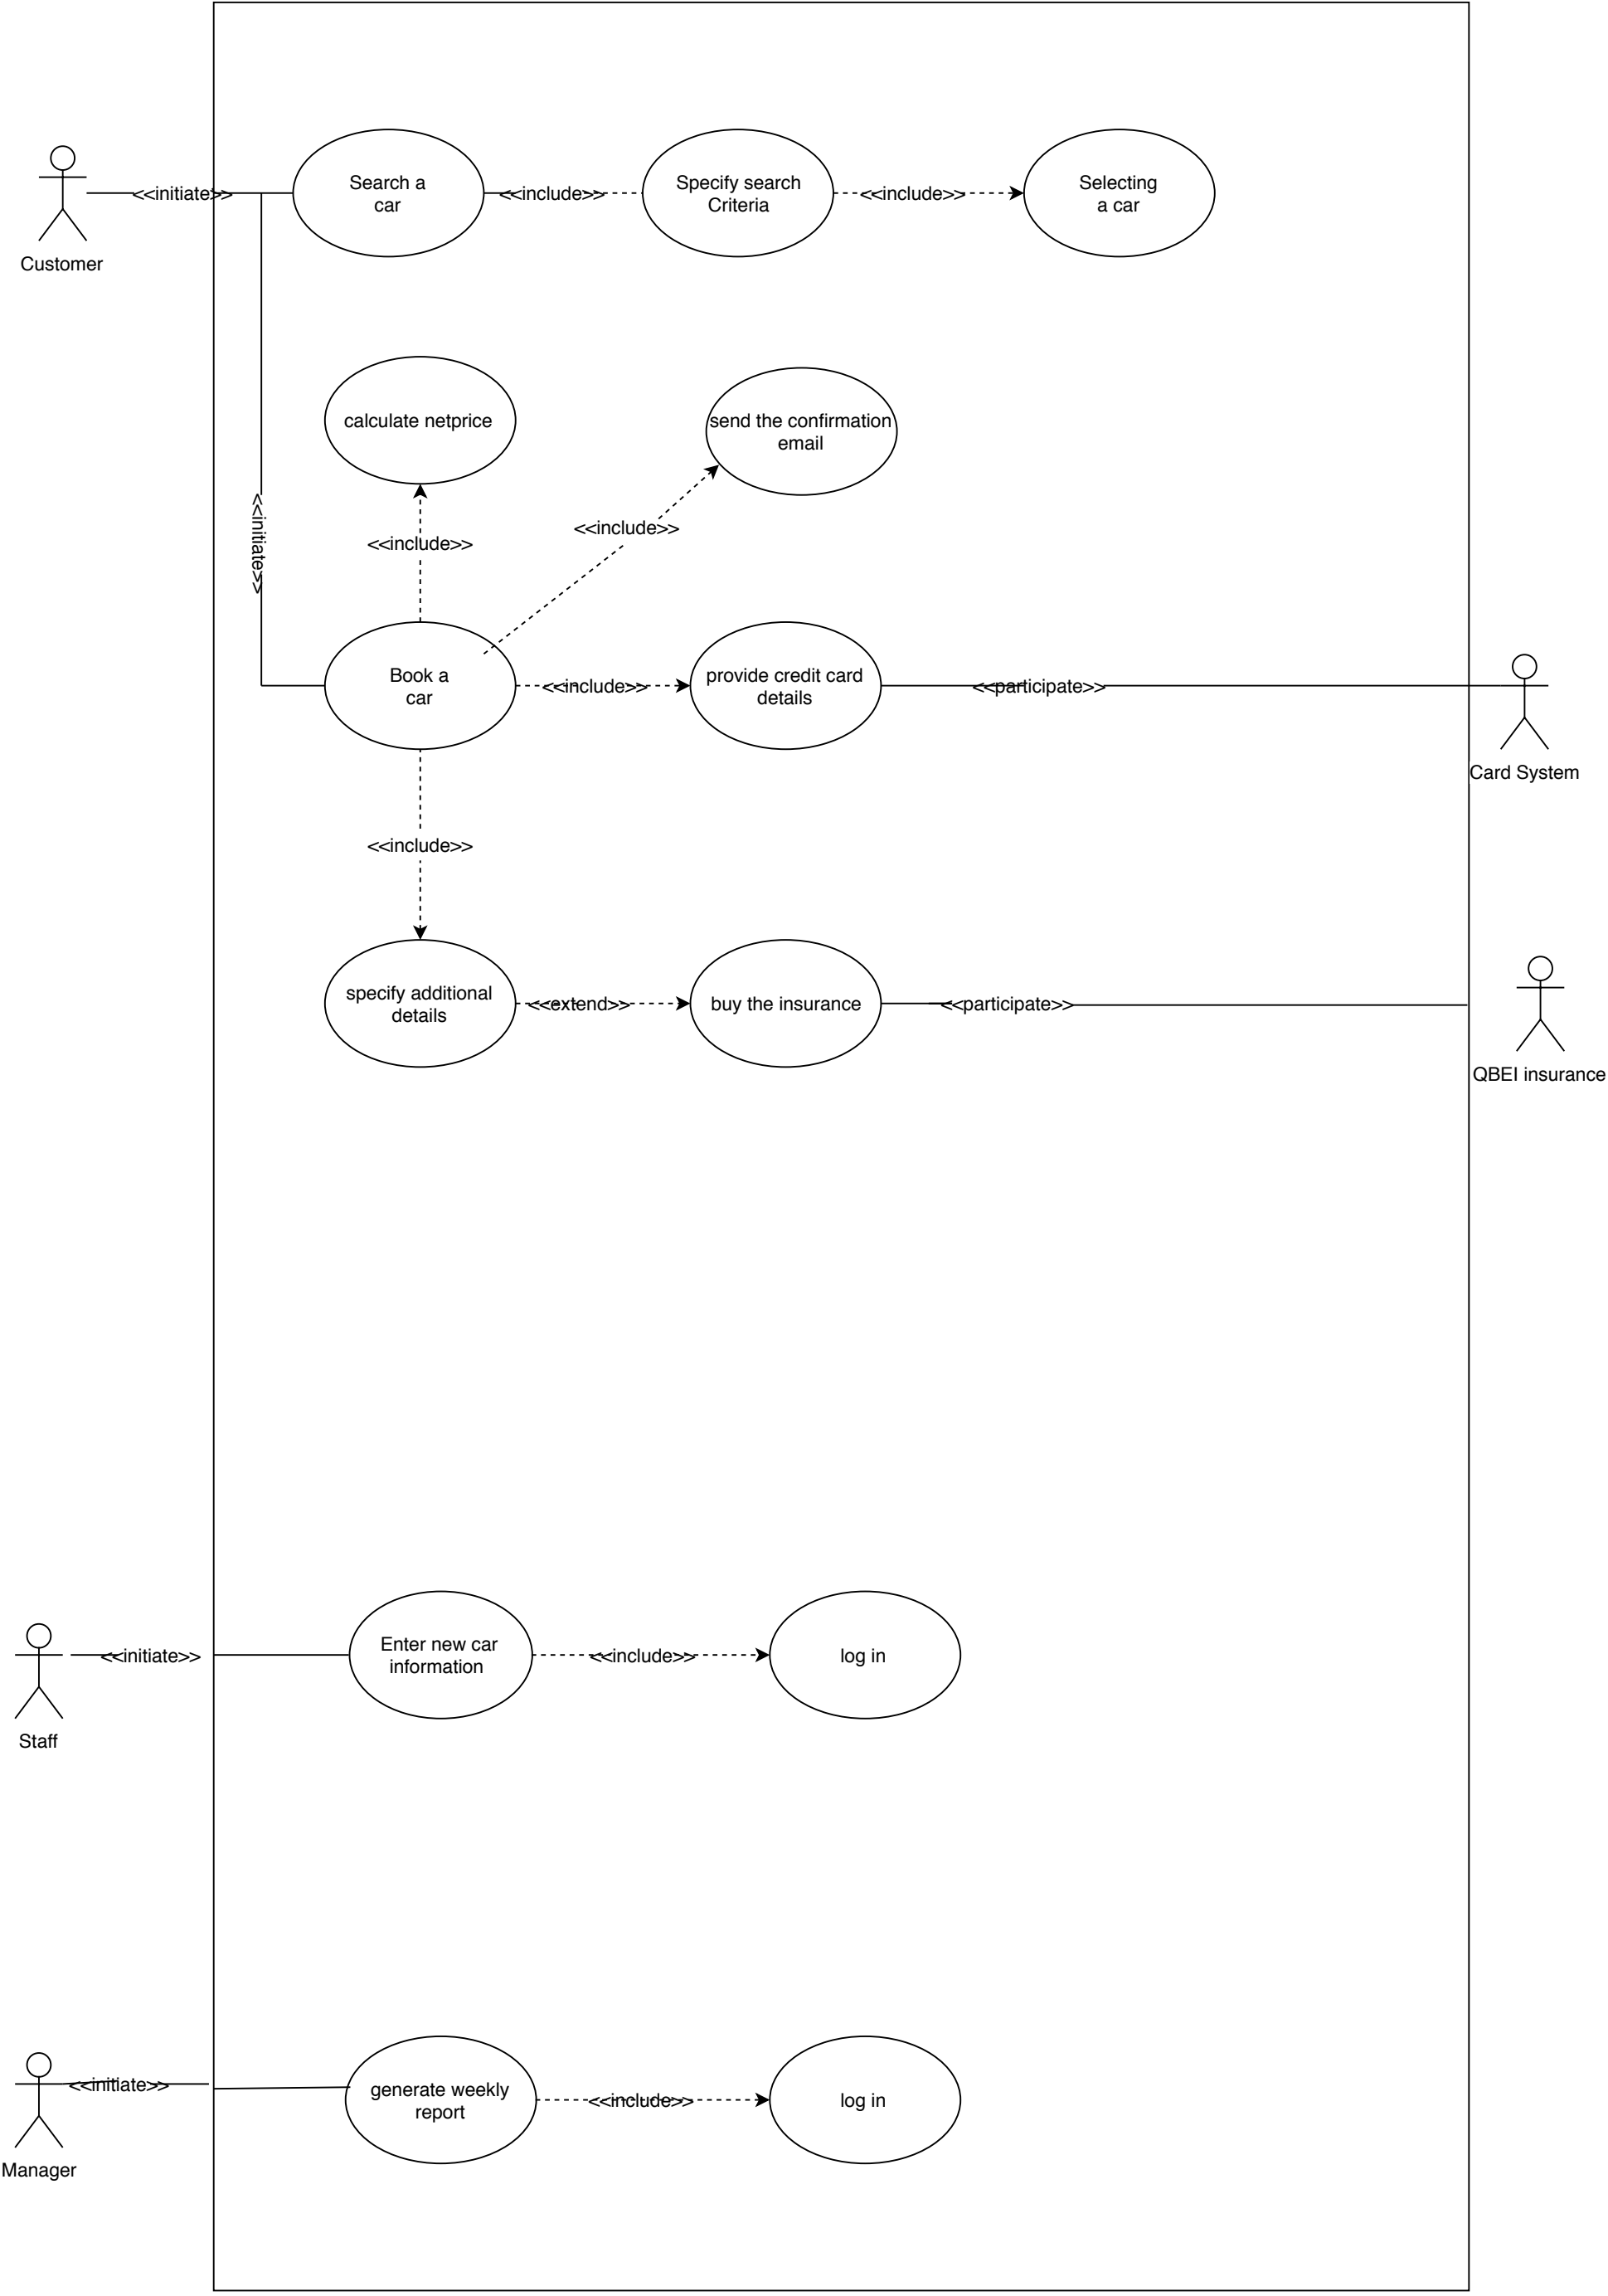 <<initiate>>
Search a
car
<<include>>
Specify search
Criteria
<<include>>
Selecting
a car
Customer
calculate netprice
send the confirmation
email
<<initiate>>
<<include>>
<<include>>
Book a
car
<<include>>
provide credit card
details
<<participate>>
Card System
<<include>>
specify additional
details
<<extend>>
buy the insurance
<<participate>>
QBEI insurance
<<initiate>>
Enter new car
information
<<include>>
log in
Staff
<<initiate>>
generate weekly
report
<<include>>
log in
Manager